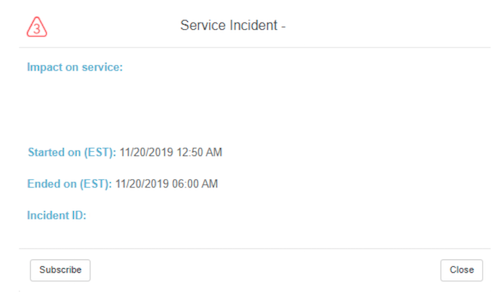 3
Service Incident -
Impact on service:
Started on (EST): 11/20/2019 12:50 AM
Ended on (EST): 11/20/2019 06:00 AM
Incident ID:
Subscribe
Close